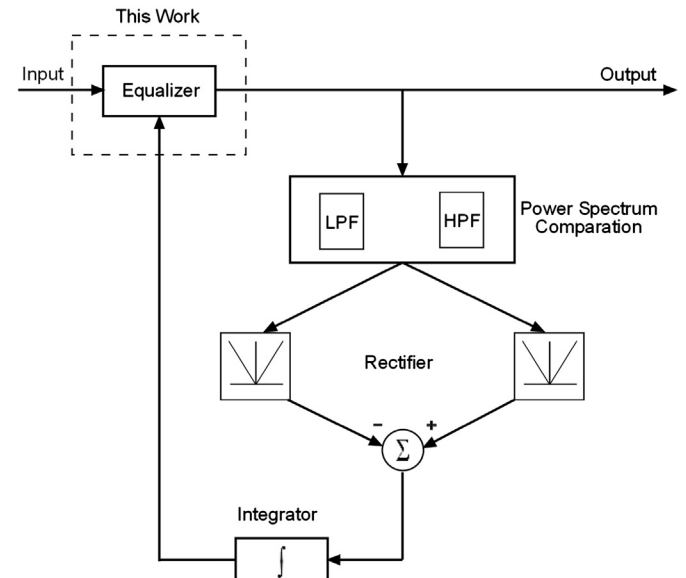 This Work
Input
Equalizer
Output
LPF
HPF
Power Spectrum
Comparation
Rectifier
−
+
Σ
Integrator
∫